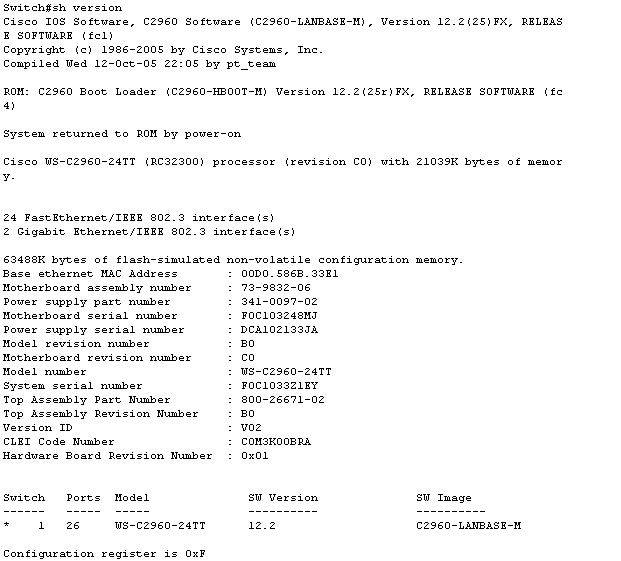 Switch#sh version
Cisco IOS Software, C2960 Software (C2960-LANBASE-M), Version 12.2(25)FX, RELEAS
E SOFTWARE (fc1)
Copyright (c) 1986-2005 by Cisco Systems, Inc.
Compiled Wed 12-Oct-05 22:05 by pt_team
ROM: C2960 Boot Loader (C2960-HBOOT-M) Version 12.2(25r)FX, RELEASE SOFTWARE (fc
4)
System returned to ROM by power-on
Cisco WS-C2960-24TT (RC32300) processor (revision C0) with 21039K bytes of memor
y.
24 FastEthernet/IEEE 802.3 interface(s)
2 Gigabit Ethernet/IEEE 802.3 interface(s)
63488K bytes of flash-simulated non-volatile configuration memory.
Base ethernet MAC Address : 00D0.586B.33E1
Motherboard assembly number : 73-9832-06
Power supply part number : 341-0097-02
Motherboard serial number : FOC103248MJ
Power supply serial number : DCA102133JA
Model revision number : B0
Motherboard revision number : C0
Model number : WS-C2960-24TT
System serial number : FOC1033Z1EY
Top Assembly Part Number : 800-26671-02
Top Assembly Revision Number : B0
Version ID : V02
CLEI Code Number : COM3K00BRA
Hardware Board Revision Number : 0x01
Switch Ports Model SW Version SW Image
------ ----- ----- ---------- ----------
* 1 26 WS-C2960-24TT 12.2 C2960-LANBASE-M
Configuration register is 0xF